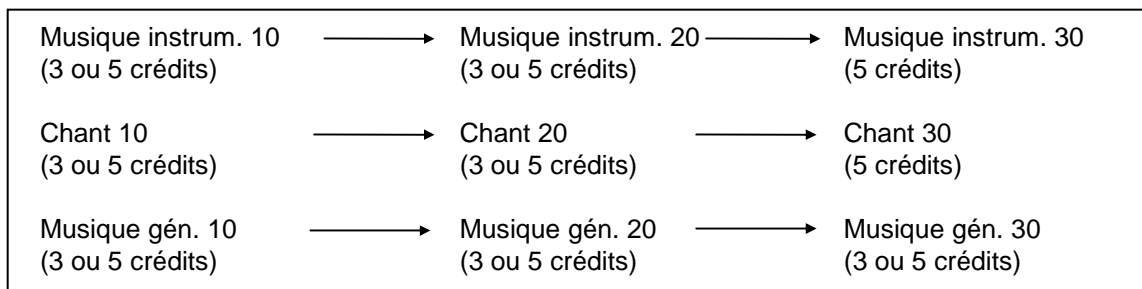 Musique instrum. 10 Musique instrum. 20 Musique instrum. 30
(3 ou 5 crédits) (3 ou 5 crédits) (5 crédits)
Chant 10 Chant 20 Chant 30
(3 ou 5 crédits) (3 ou 5 crédits) (5 crédits)
Musique gén. 10 Musique gén. 20 Musique gén. 30
(3 ou 5 crédits) (3 ou 5 crédits) (3 ou 5 crédits)